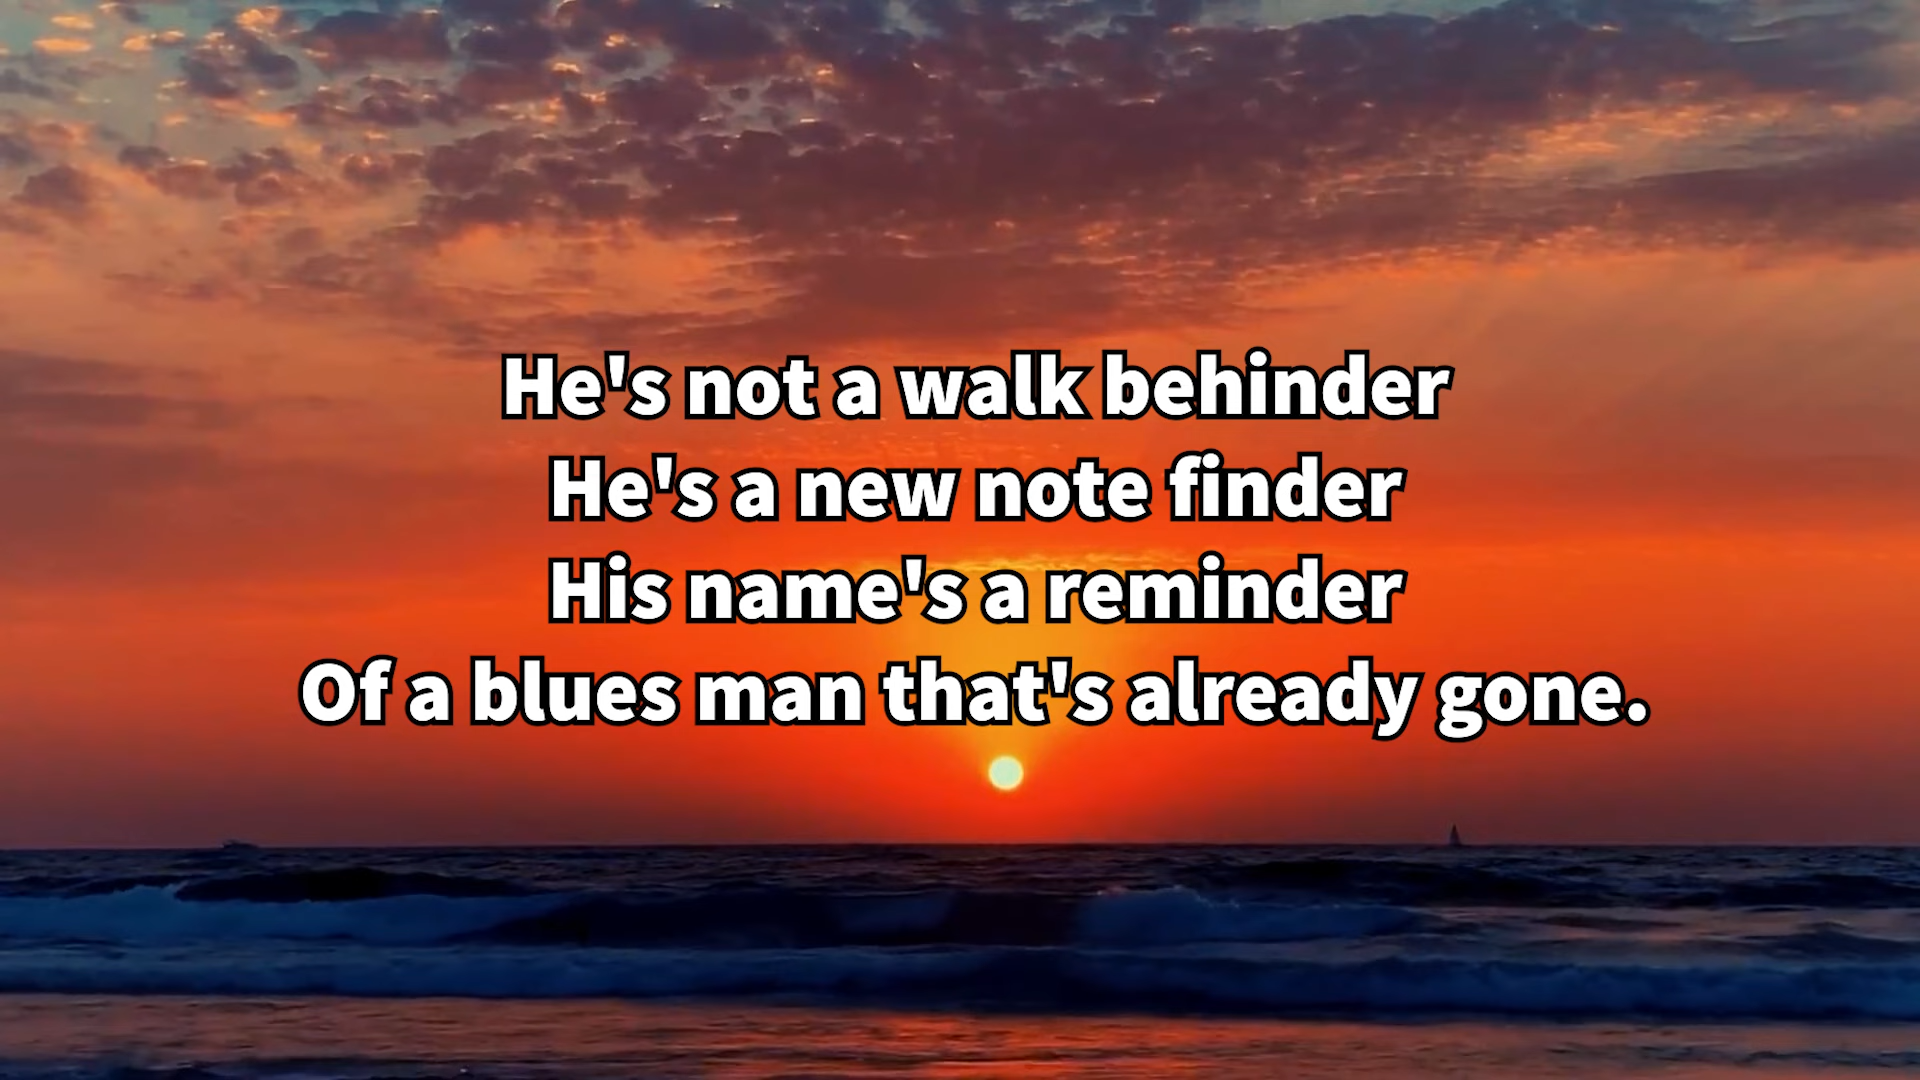 He's not a walk behinder
He's a new note finder
His name's a reminder
Of a blues man that's already gone.